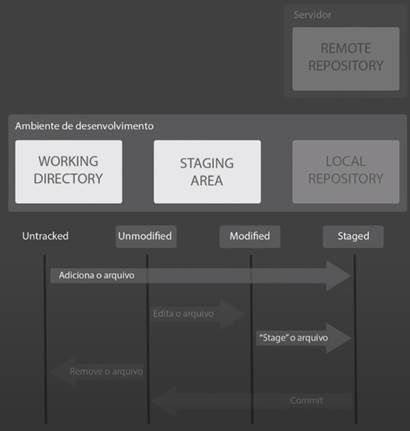 Servidor
REMOTE
REPOSITORY
Ambiente de desenvolvimento
WORKING
DIRECTORY
STAGING
AREA
LOCAL
REPOSITORY
Untracked
Unmodified
Modified
Staged
Adiciona o arquivo
Edita o arquivo
"Stage" o arquivo
Remove o arquivo
Commit